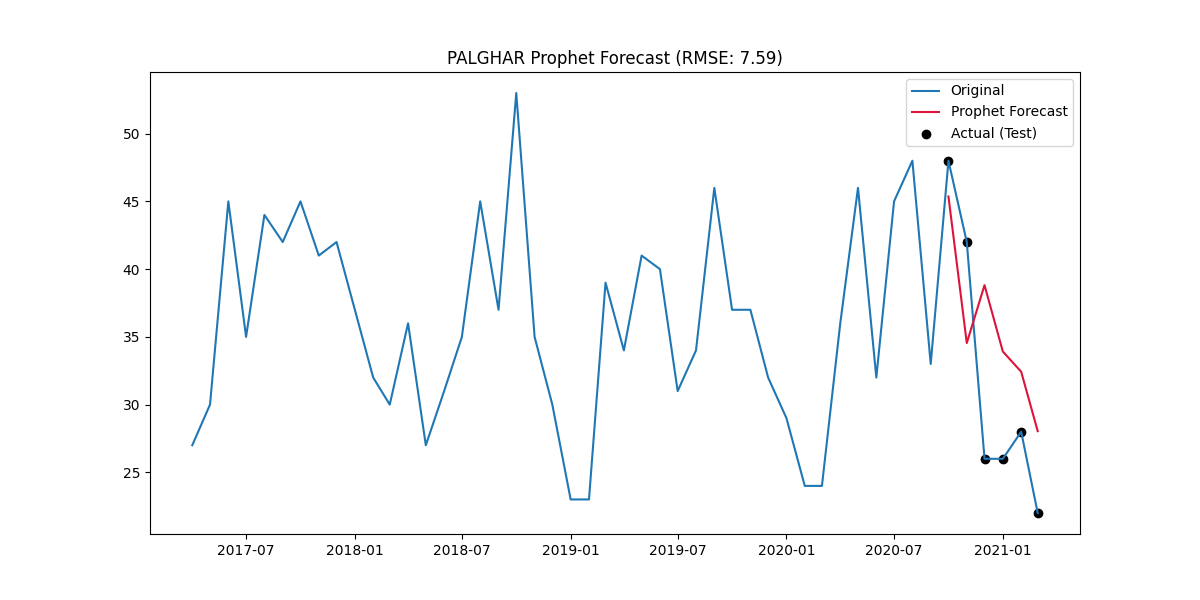 PALGHAR Prophet Forecast (RMSE: 7.59)
Original
Prophet Forecast
Actual (Test)
50
45
40
35
30
25
2017-07 2018-01 2018-07 2019-01 2019-07 2020-01 2020-07 2021-01